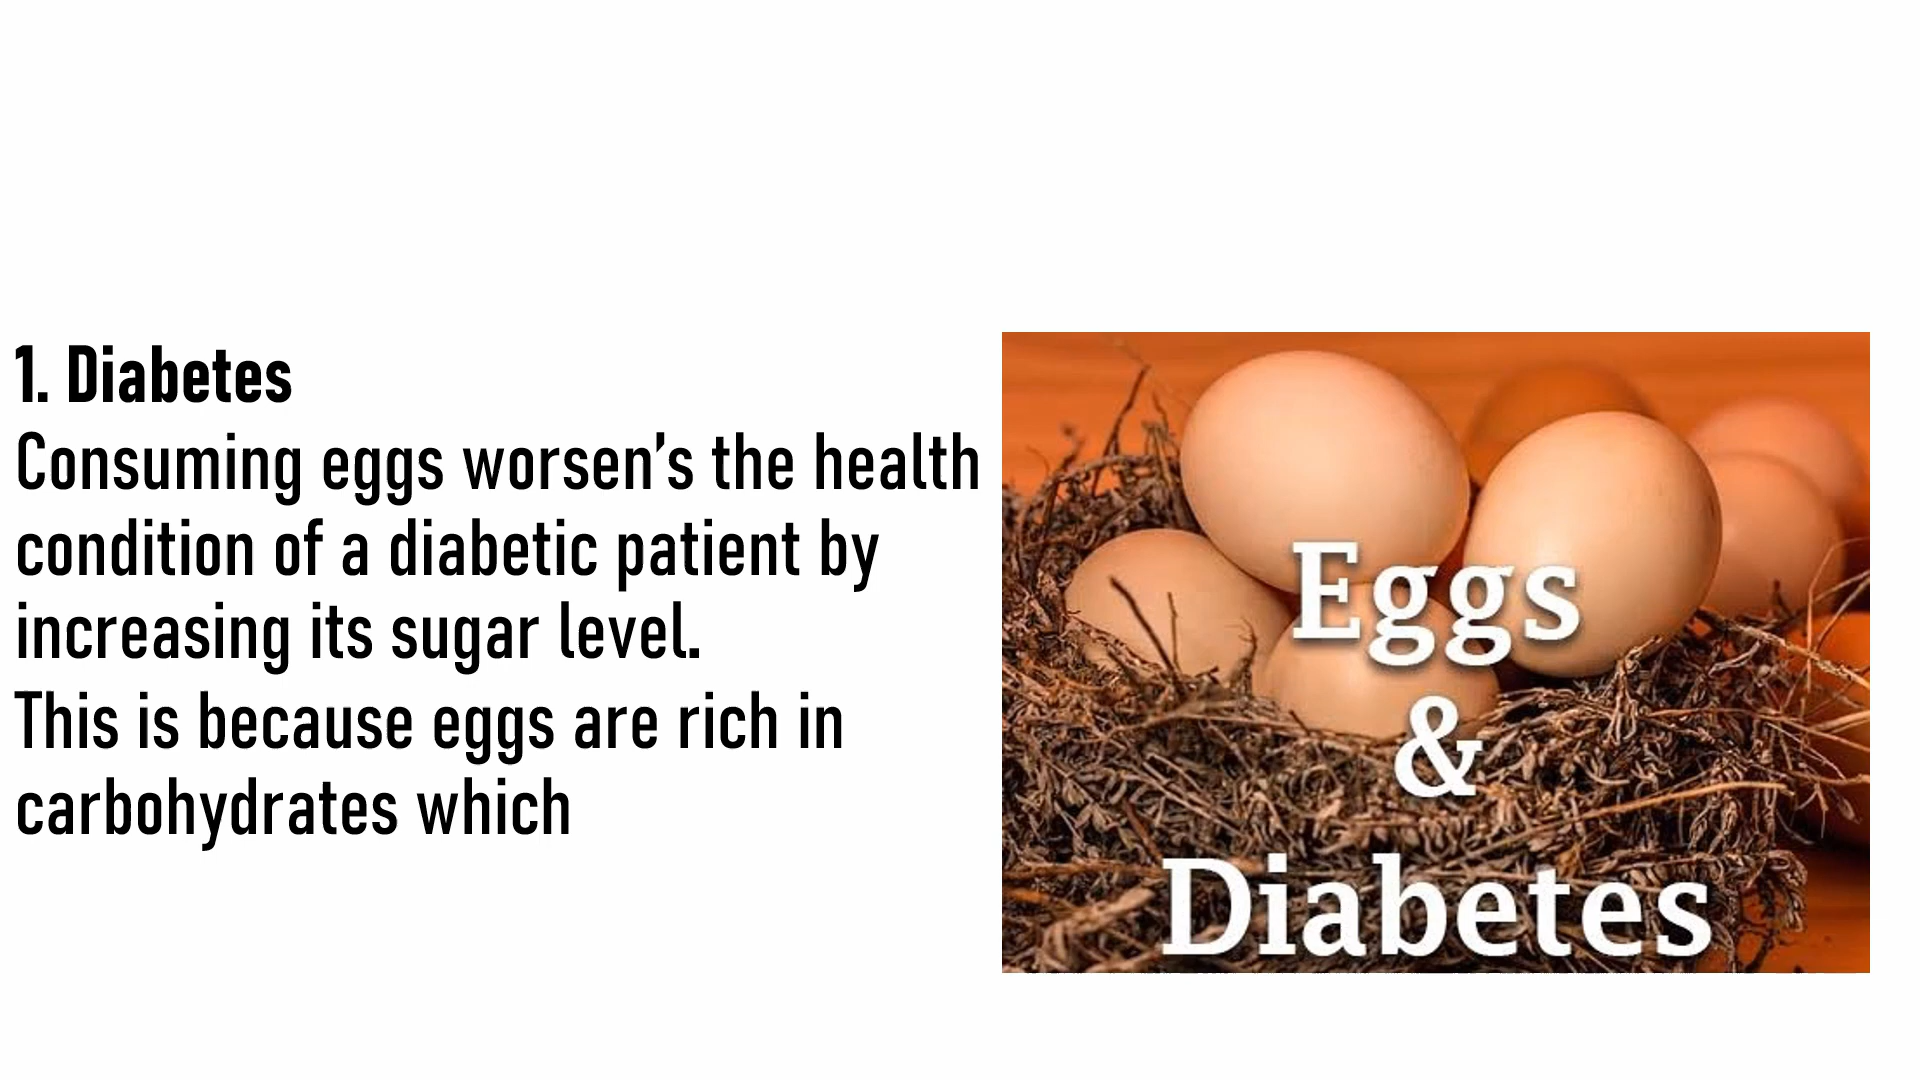 1. Diabetes
Consuming eggs worsen’s the health
condition of a diabetic patient by
increasing its sugar level.
This is because eggs are rich in
carbohydrates which
Eggs
&
Diabetes